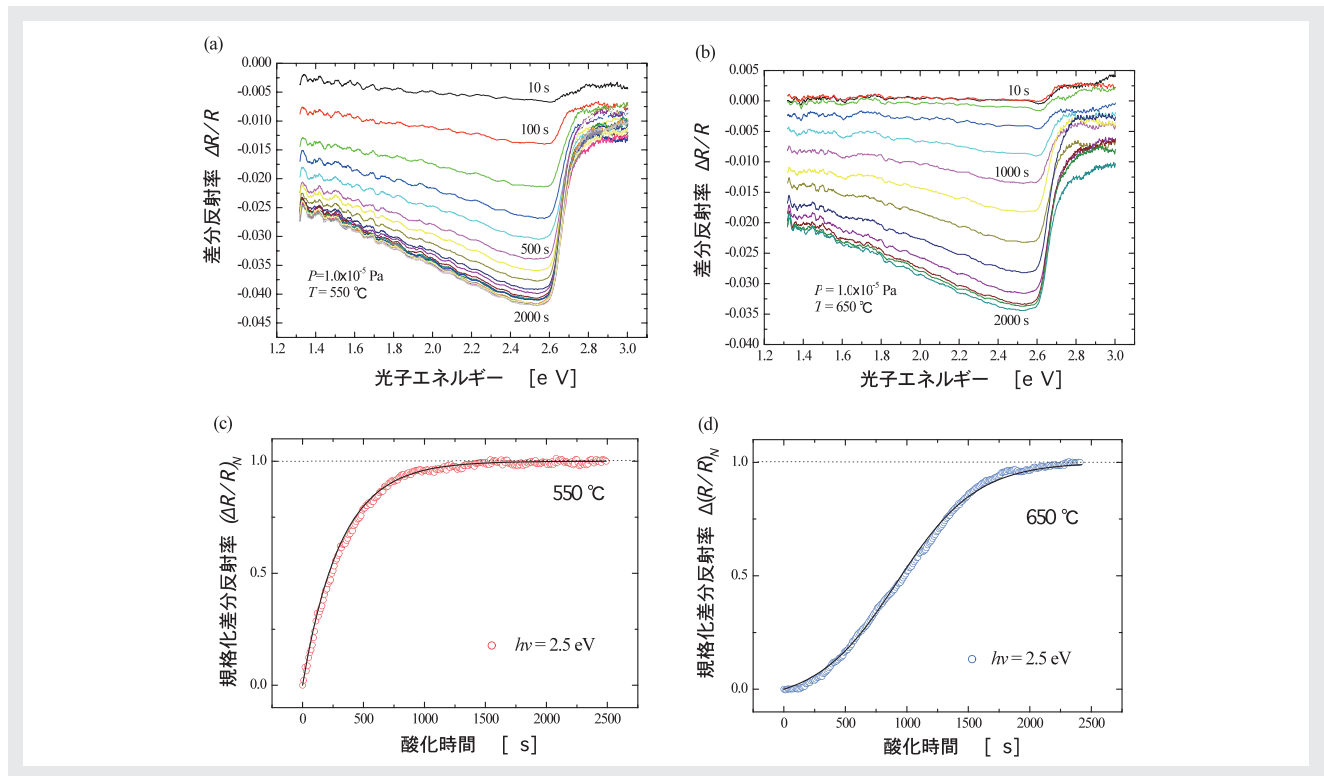 (a)
0.000
-0.005
-0.010
-0.015
-0.020
-0.025
-0.030
-0.035
-0.040
-0.045
差分反射率 ΔR/R
10 s
100 s
500 s
2000 s
P=1.0x10⁻⁵ Pa
T = 550 ℃
1.2 1.4 1.6 1.8 2.0 2.2 2.4 2.6 2.8 3.0
光子エネルギー [e V]
(b)
0.005
0.000
-0.005
-0.010
-0.015
-0.020
-0.025
-0.030
-0.035
-0.040
差分反射率 ΔR/R
10 s
1000 s
2000 s
P = 1.0x10⁻⁵ Pa
T = 650 ℃
1.2 1.4 1.6 1.8 2.0 2.2 2.4 2.6 2.8 3.0
光子エネルギー [e V]
(c)
1.0
0.5
0.0
規格化差分反射率 (ΔR/R)N
550 ℃
hν = 2.5 eV
0 500 1000 1500 2000 2500
酸化時間 [ s]
(d)
1.0
0.5
0.0
規格化差分反射率 Δ(R/R)N
650 ℃
hν = 2.5 eV
0 500 1000 1500 2000 2500
酸化時間 [ s]